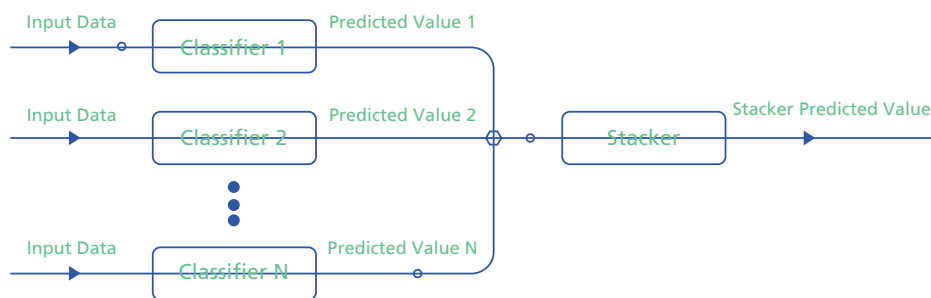 Input Data
Predicted Value 1
Classifier 1
Input Data
Predicted Value 2
Stacker Predicted Value
Classifier 2
Stacker
Input Data
Predicted Value N
Classifier N